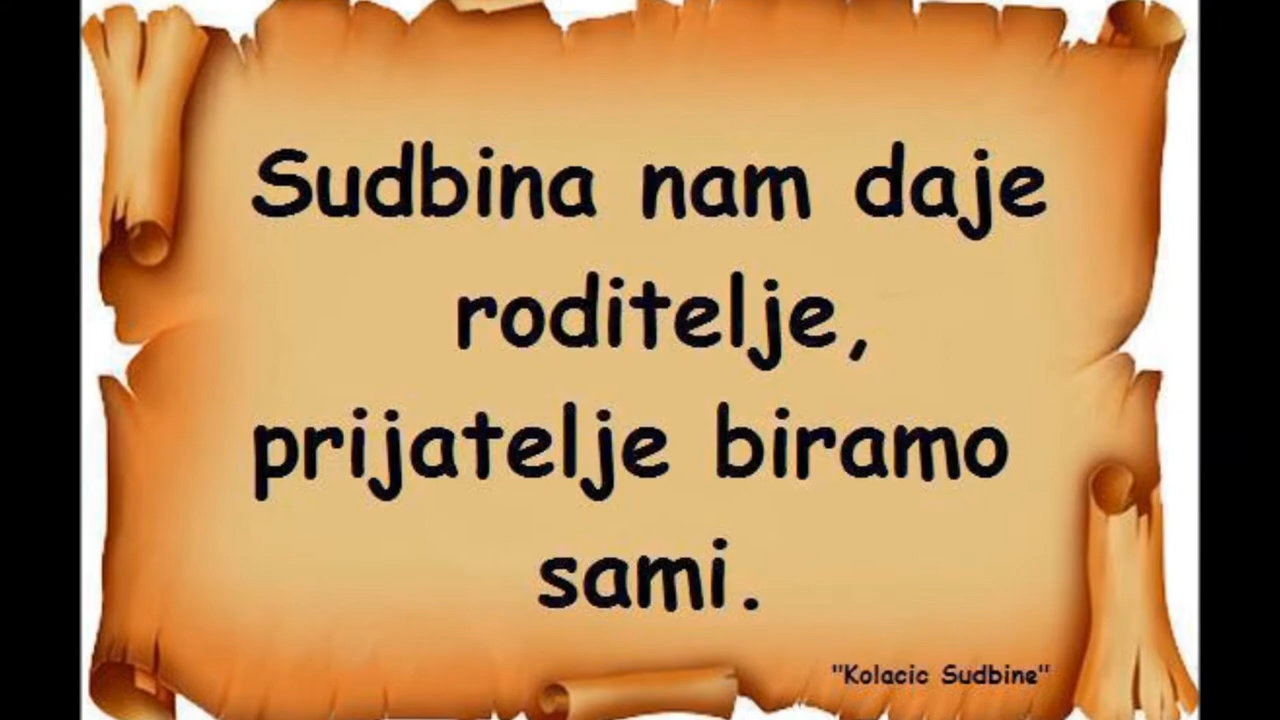 Sudbina nam daje
roditelje,
prijatelje biramo
sami.
"Kolacic Sudbine"